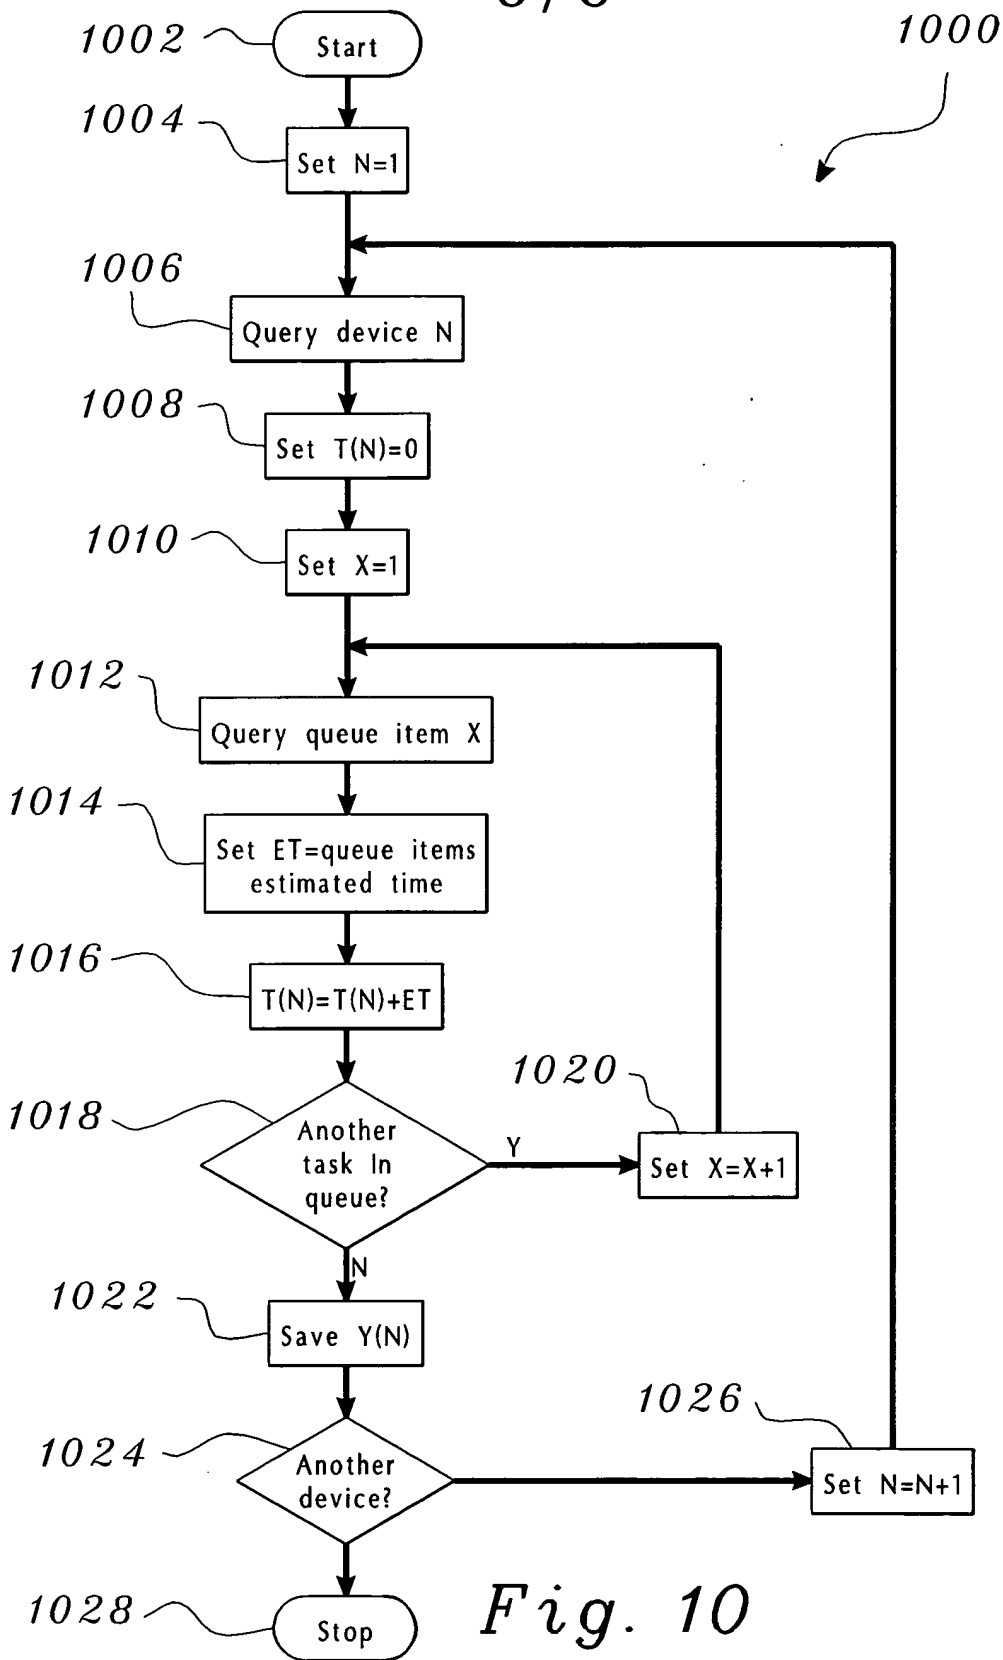 1002
Start
1000
1004
Set N=1
1006
Query device N
1008
Set T(N)=0
1010
Set X=1
1012
Query queue item X
1014
Set ET=queue items
estimated time
1016
T(N)=T(N)+ET
1018
Another
task In
queue?
Y
1020
Set X=X+1
N
1022
Save Y(N)
1024
Another
device?
1026
Set N=N+1
1028
Stop
Fig. 10